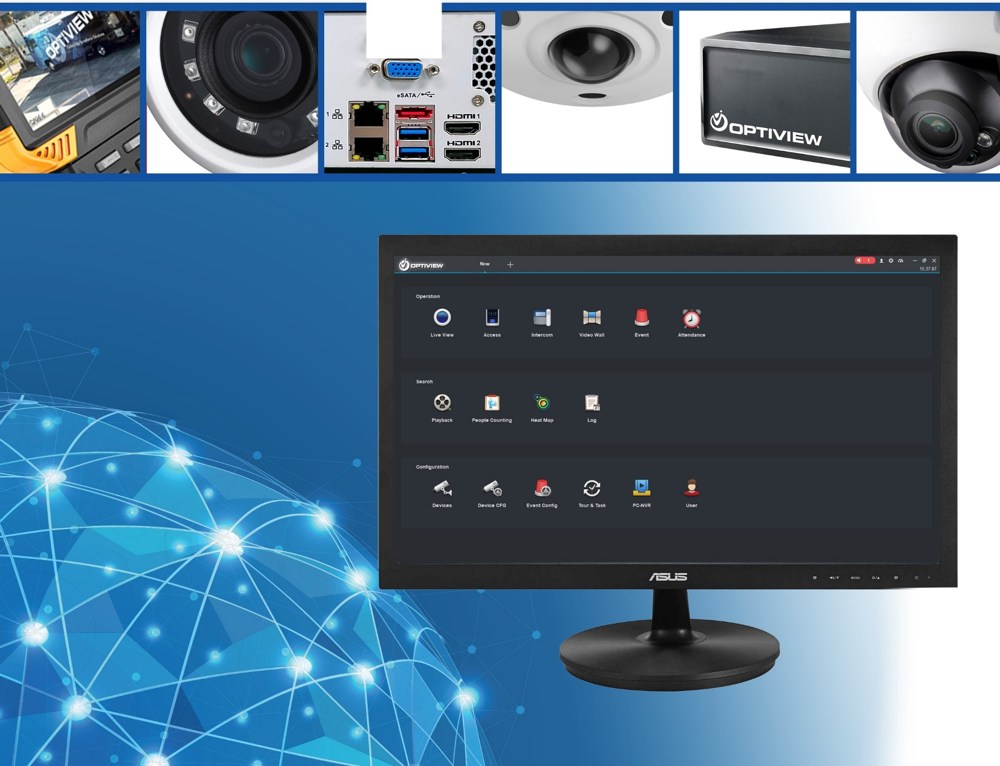 OPTIVIEW
eSATA/
1
2
HDMI 1
HDMI 2
OPTIVIEW
OPTIVIEW
New
1
15:37:07
Operation
Live View
Access
Intercom
Video Wall
Event
Attendance
Search
Playback
People Counting
Heat Map
Log
Configuration
Devices
Device CFG
Event Config
Tour & Task
PC-NVR
User
ASUS
MENU